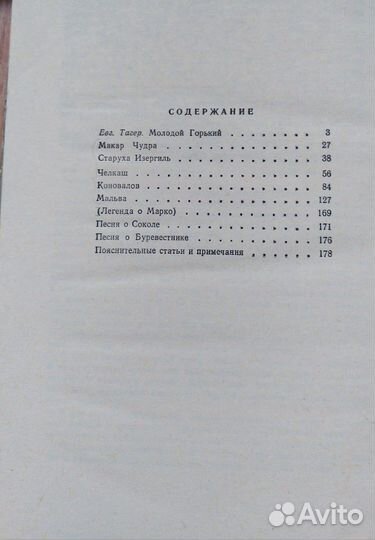 СОДЕРЖАНИЕ
Евг. Тагер. Молодой Горький . . . . . . . . 3
Макар Чудра . . . . . . . . . . . . . 27
Старуха Изергиль . . . . . . . . . . . 38
Челкаш . . . . . . . . . . . . . . . 56
Коновалов . . . . . . . . . . . . . . 84
Мальва . . . . . . . . . . . . . . . 127
(Легенда о Марко) . . . . . . . . . . . 169
Песня о Соколе . . . . . . . . . . . . 171
Песня о Буревестнике . . . . . . . . . . 176
Пояснительные статьи и примечания . . . . . . 178
Avito